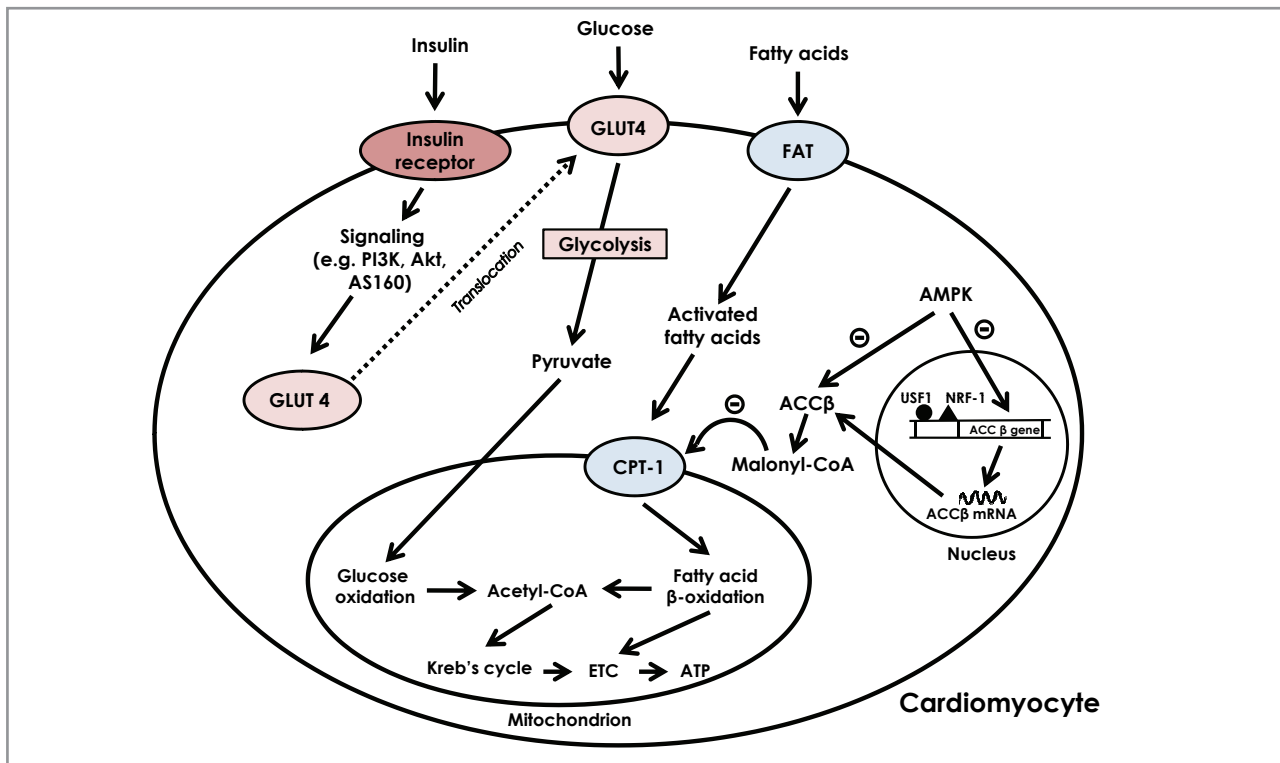 Insulin
Glucose
Fatty acids
Insulin
receptor
GLUT4
FAT
Signaling
(e.g. PI3K, Akt,
AS160)
Translocation
Glycolysis
GLUT 4
Pyruvate
Activated
fatty acids
AMPK
⊖
⊖
USF1
NRF-1
ACC β gene
ACCβ mRNA
Nucleus
ACCβ
Malonyl-CoA
⊖
CPT-1
Glucose
oxidation
Acetyl-CoA
Fatty acid
β-oxidation
Kreb's cycle
ETC
ATP
Mitochondrion
Cardiomyocyte